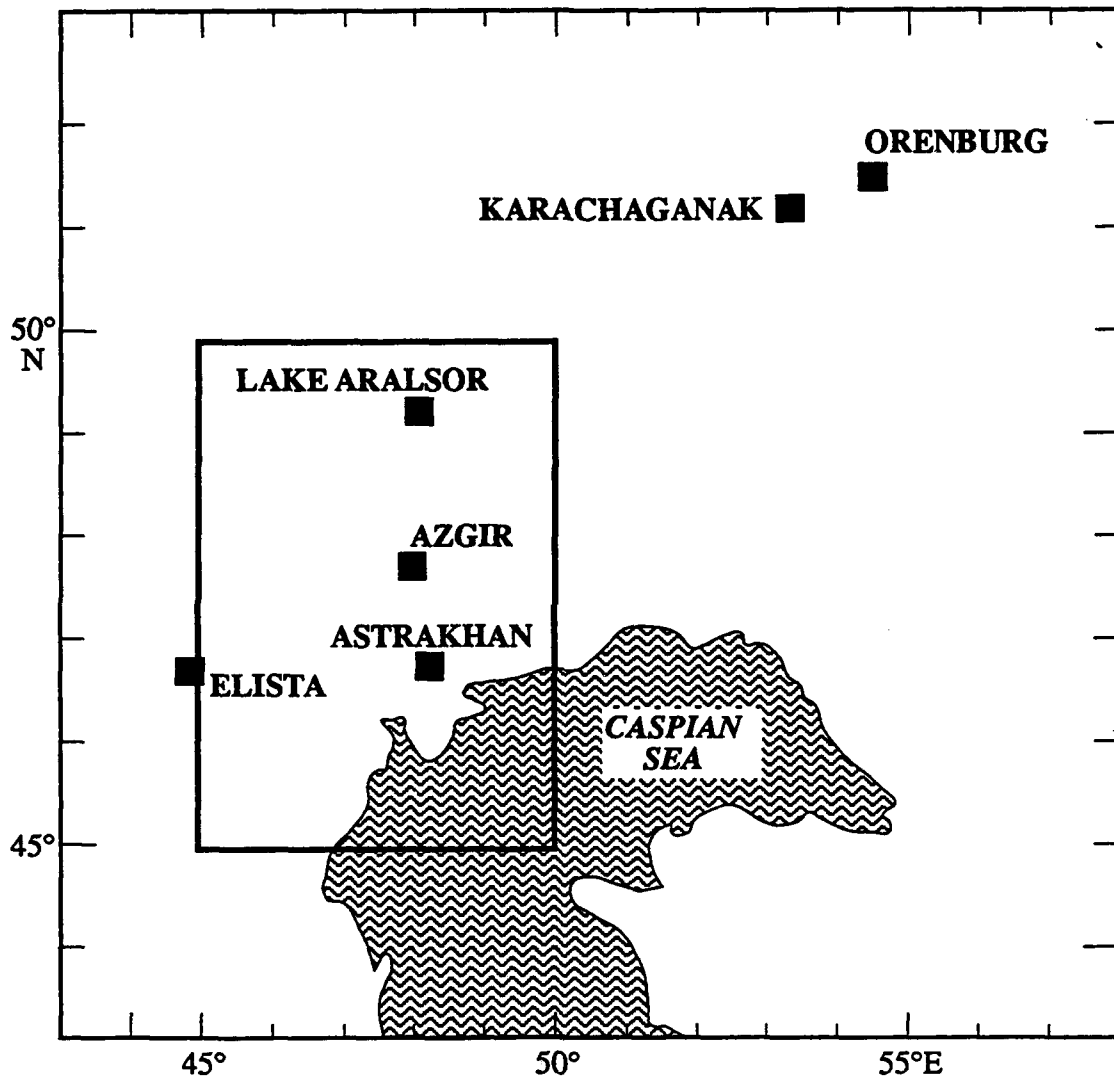 ORENBURG
KARACHAGANAK
50°
N
LAKE ARALSOR
AZGIR
ASTRAKHAN
ELISTA
CASPIAN
SEA
45°
45°
50°
55°E